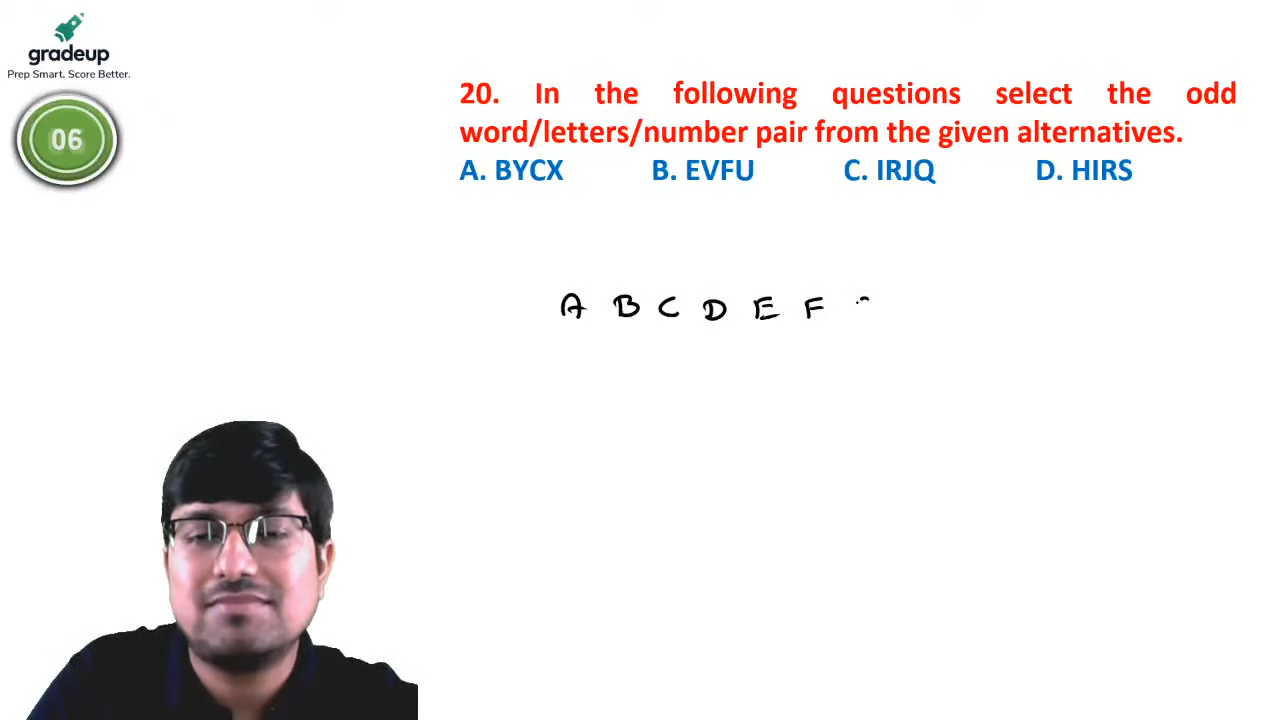 gradeup
Prep Smart. Score Better.
06
20. In the following questions select the odd
word/letters/number pair from the given alternatives.
A. BYCX B. EVFU C. IRJQ D. HIRS
A B C D E F